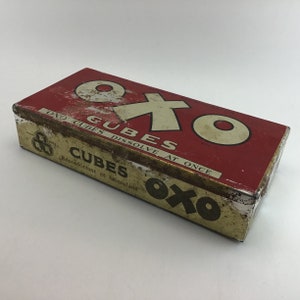 OXO
CUBES
OXO CUBES DISSOLVE AT ONCE
CUBES OXO